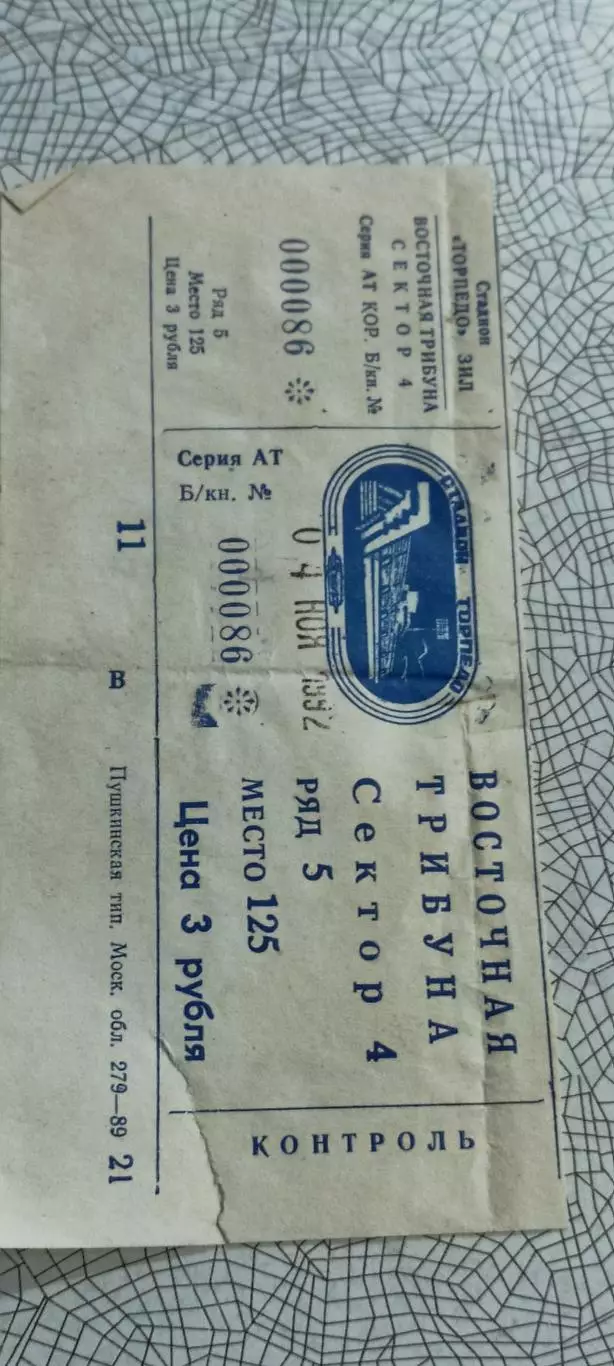 Стадион
«ТОРПЕДО» ЗИЛ
ВОСТОЧНАЯ ТРИБУНА
СЕКТОР 4
Серия АТ КОР. Б/кн. №
000086
Ряд 5
Место 125
Цена 3 рубля
Серия АТ
Б/кн. №
000086
СТАДИОН ТОРПЕДО
04 НОЯ 1992
ВОСТОЧНАЯ
ТРИБУНА
Сектор 4
РЯД 5
МЕСТО 125
Цена 3 рубля
КОНТРОЛЬ
11
В
Пушкинская тип. Моск. обл. 279—89
21